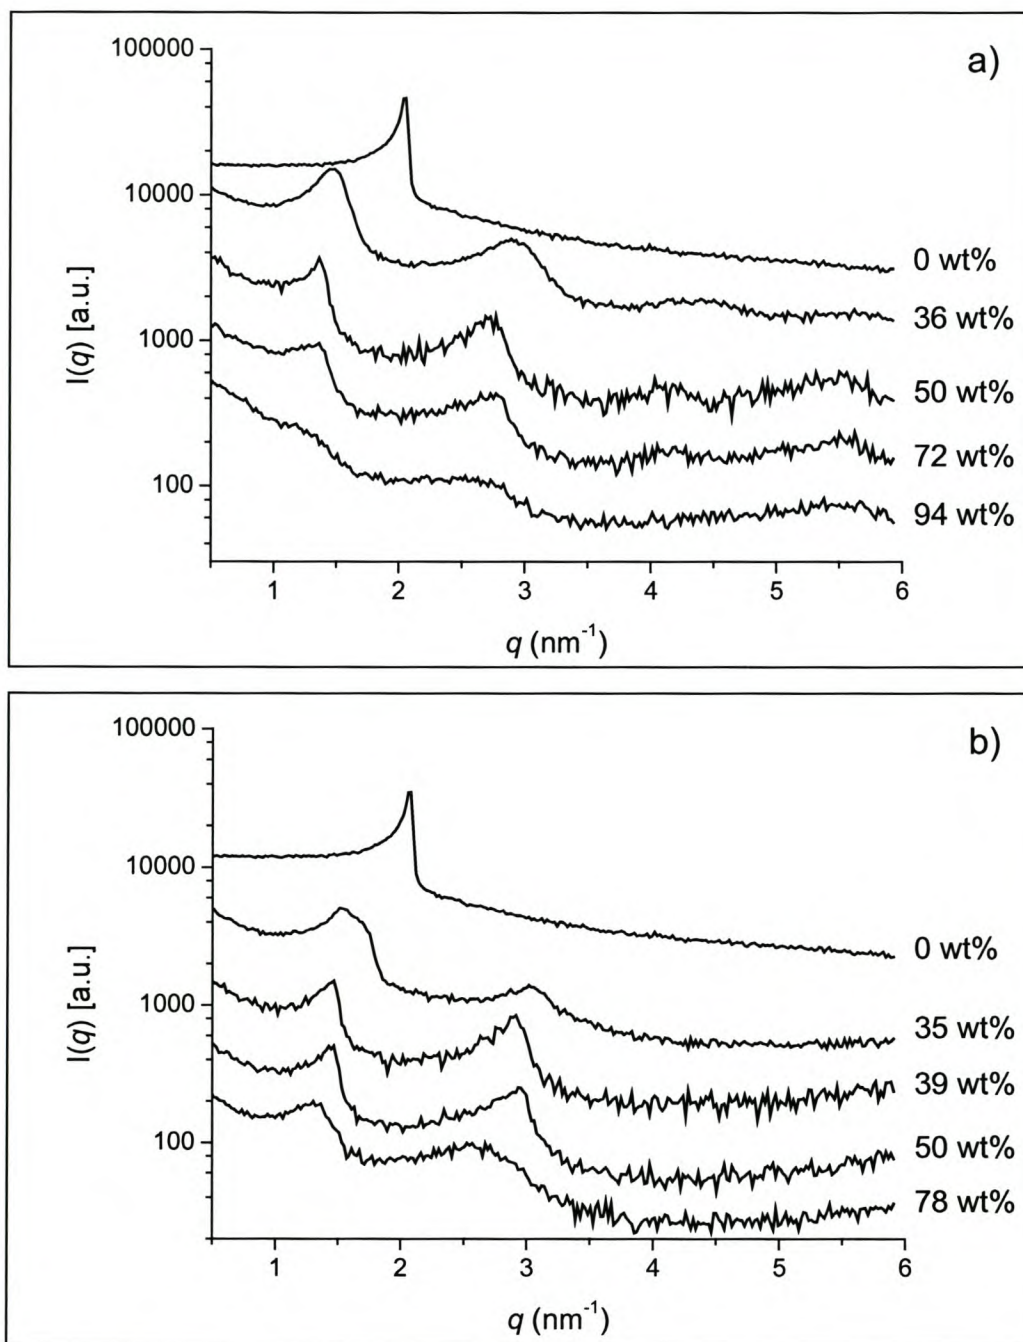 a)
100000
10000
1000
100
I(q) [a.u.]
0 wt%
36 wt%
50 wt%
72 wt%
94 wt%
1 2 3 4 5 6
q (nm⁻¹)
b)
100000
10000
1000
100
I(q) [a.u.]
0 wt%
35 wt%
39 wt%
50 wt%
78 wt%
1 2 3 4 5 6
q (nm⁻¹)